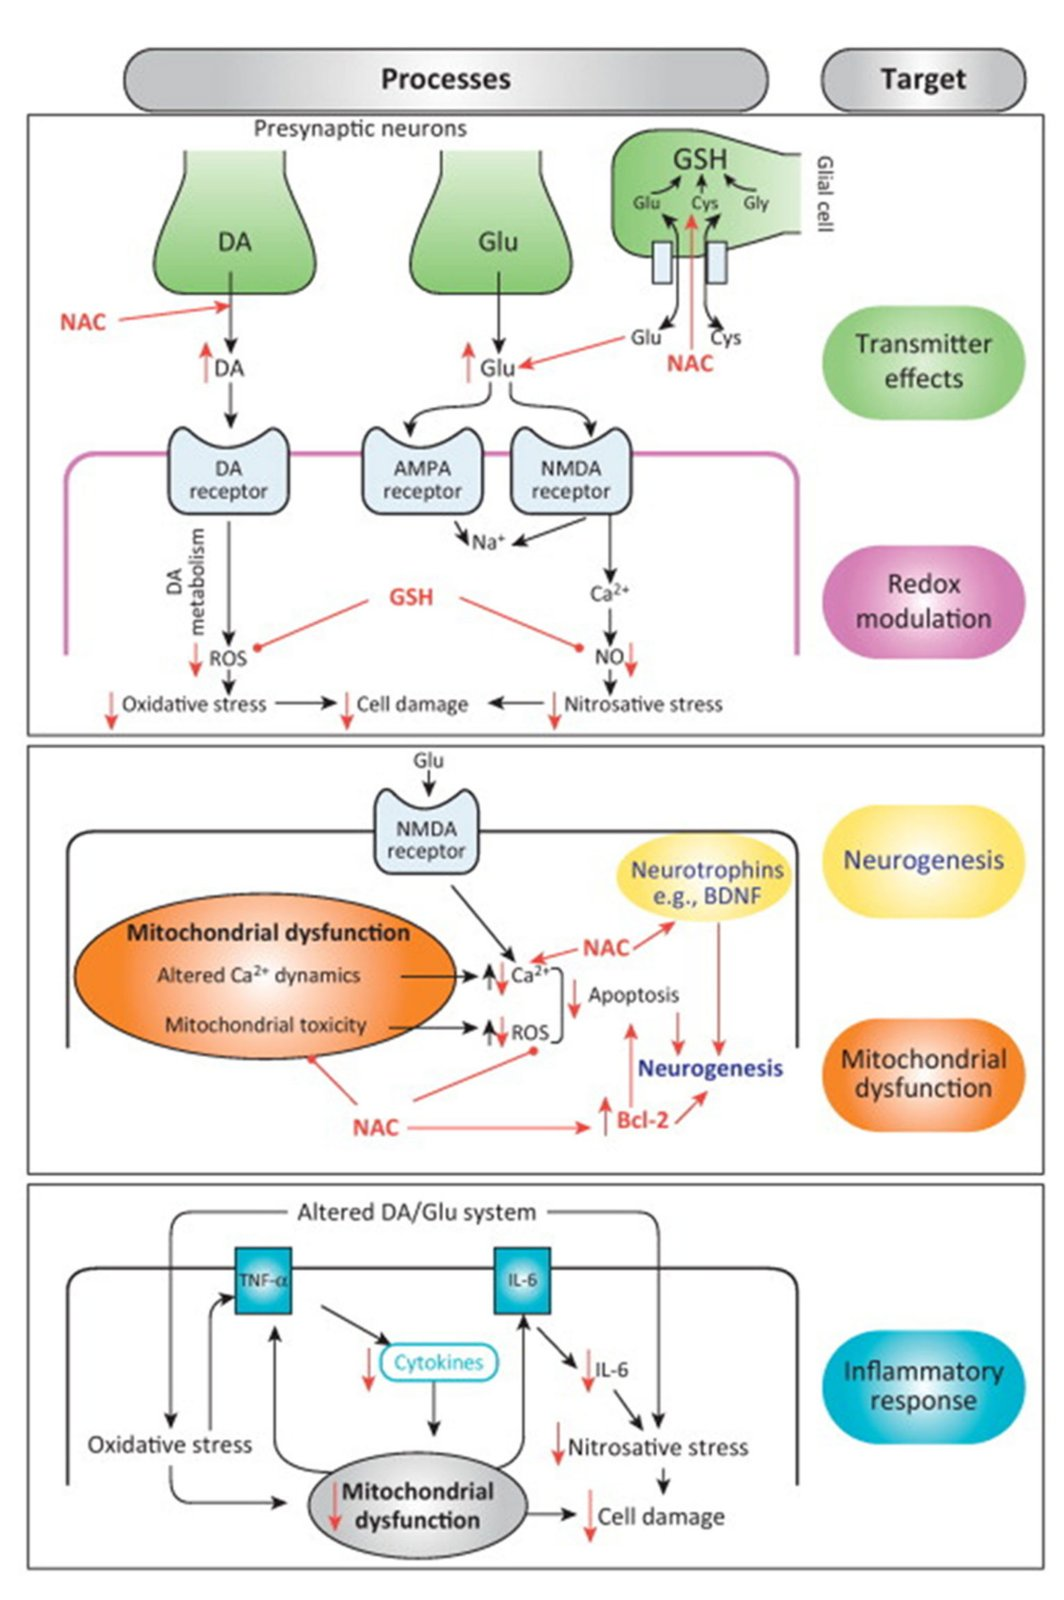 Processes
Target
Presynaptic neurons
GSH
Glu Cys Gly
Glial cell
DA
Glu
NAC
Glu
Cys
NAC
DA
Glu
Transmitter
effects
DA
receptor
AMPA
receptor
NMDA
receptor
Na⁺
DA
metabolism
GSH
Ca²⁺
Redox
modulation
ROS
NO
Oxidative stress
Cell damage
Nitrosative stress
Glu
NMDA
receptor
Neurotrophins
e.g., BDNF
Neurogenesis
Mitochondrial dysfunction
NAC
Altered Ca²⁺ dynamics
Ca²⁺
Apoptosis
Mitochondrial toxicity
ROS
Neurogenesis
Mitochondrial
dysfunction
NAC
Bcl-2
Altered DA/Glu system
TNF-α
IL-6
Cytokines
IL-6
Inflammatory
response
Oxidative stress
Nitrosative stress
Mitochondrial
dysfunction
Cell damage